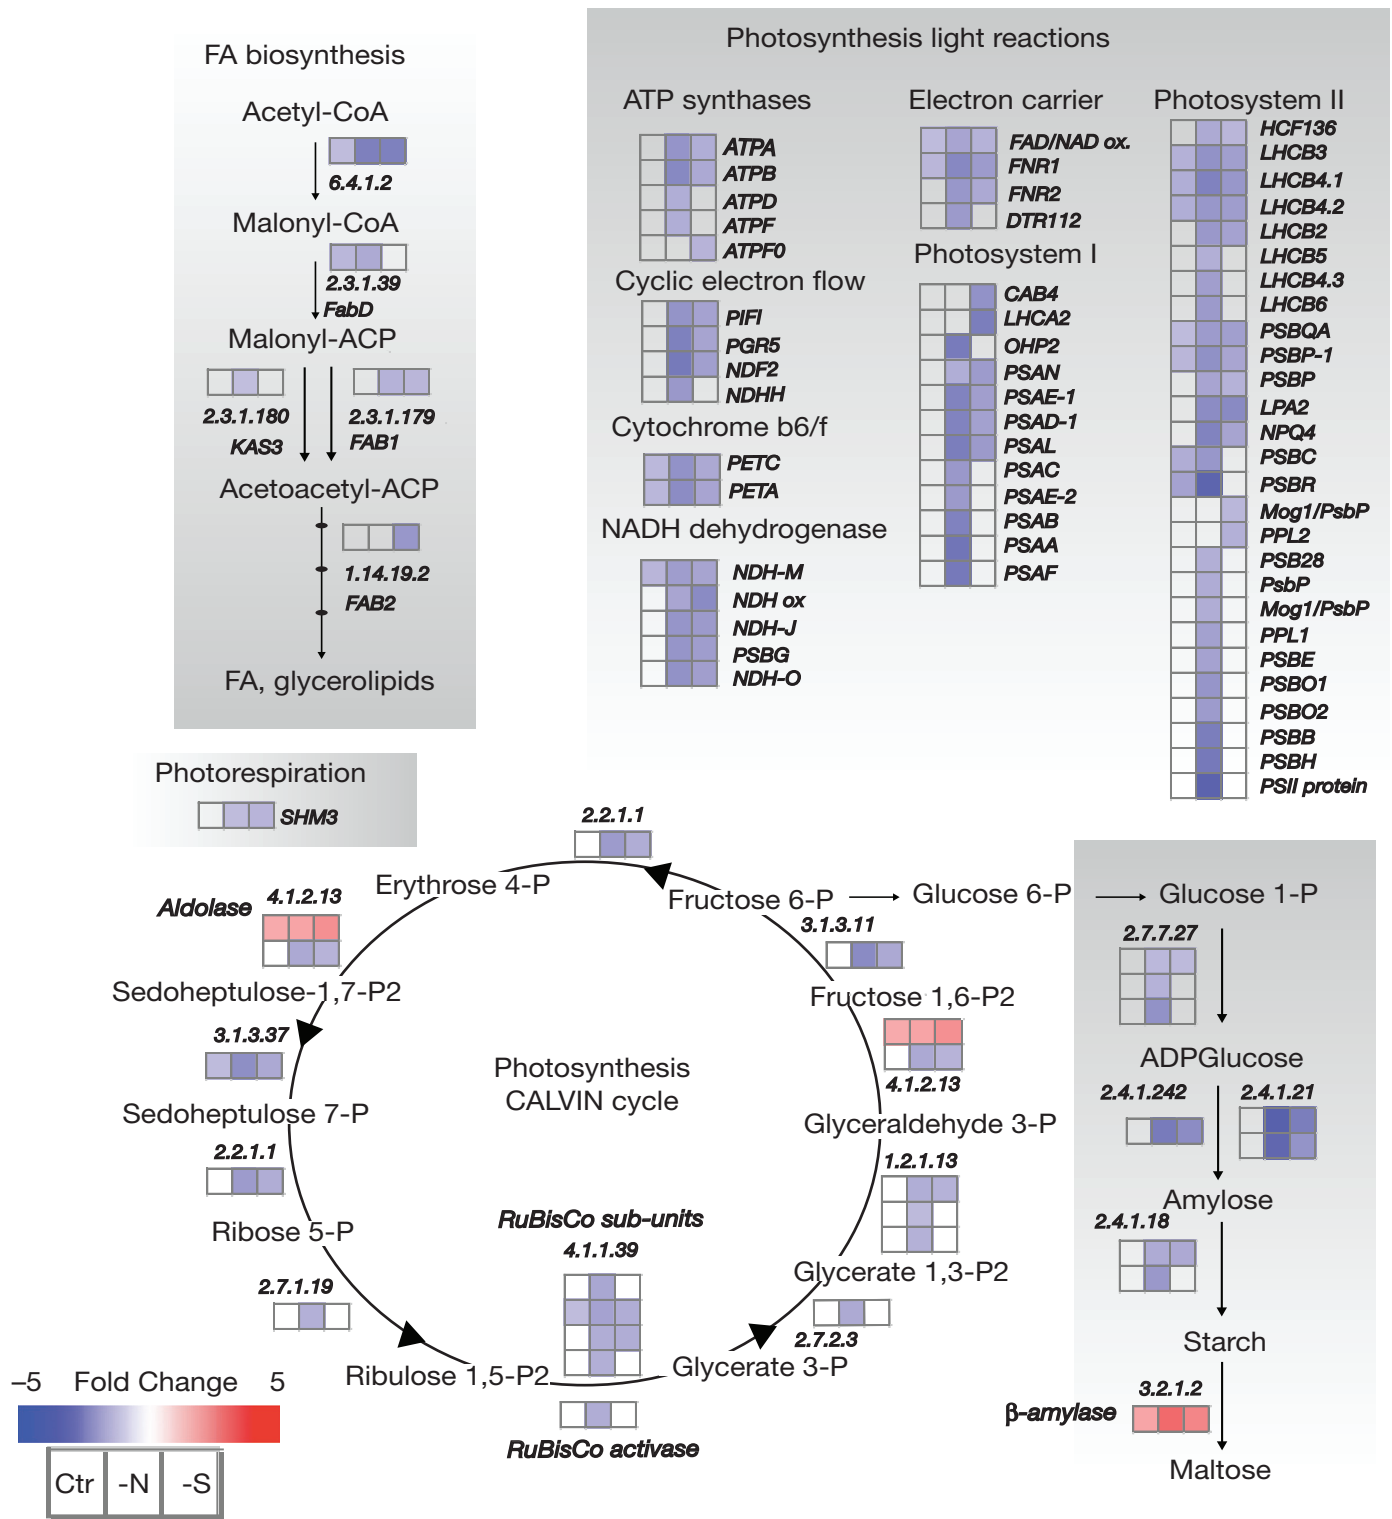 FA biosynthesis
Acetyl-CoA
6.4.1.2
Malonyl-CoA
2.3.1.39
FabD
Malonyl-ACP
2.3.1.180
KAS3
2.3.1.179
FAB1
Acetoacetyl-ACP
1.14.19.2
FAB2
FA, glycerolipids
Photosynthesis light reactions
ATP synthases
ATPA
ATPB
ATPD
ATPF
ATPF0
Cyclic electron flow
PIFI
PGR5
NDF2
NDHH
Cytochrome b6/f
PETC
PETA
NADH dehydrogenase
NDH-M
NDH ox
NDH-J
PSBG
NDH-O
Electron carrier
FAD/NAD ox.
FNR1
FNR2
DTR112
Photosystem I
CAB4
LHCA2
OHP2
PSAN
PSAE-1
PSAD-1
PSAL
PSAC
PSAE-2
PSAB
PSAA
PSAF
Photosystem II
HCF136
LHCB3
LHCB4.1
LHCB4.2
LHCB2
LHCB5
LHCB4.3
LHCB6
PSBQA
PSBP-1
PSBP
LPA2
NPQ4
PSBC
PSBR
Mog1/PsbP
PPL2
PSB28
PsbP
Mog1/PsbP
PPL1
PSBE
PSBO1
PSBO2
PSBB
PSBH
PSII protein
Photorespiration
SHM3
2.2.1.1
Erythrose 4-P
Fructose 6-P
Glucose 6-P
Glucose 1-P
Aldolase
4.1.2.13
3.1.3.11
2.7.7.27
Sedoheptulose-1,7-P2
Fructose 1,6-P2
3.1.3.37
4.1.2.13
Photosynthesis
CALVIN cycle
ADPGlucose
2.4.1.242
2.4.1.21
Sedoheptulose 7-P
Glyceraldehyde 3-P
2.2.1.1
1.2.1.13
Amylose
2.4.1.18
Ribose 5-P
RuBisCo sub-units
4.1.1.39
Glycerate 1,3-P2
2.7.1.19
2.7.2.3
Starch
Ribulose 1,5-P2
Glycerate 3-P
3.2.1.2
β-amylase
RuBisCo activase
Maltose
–5 Fold Change 5
Ctr -N -S